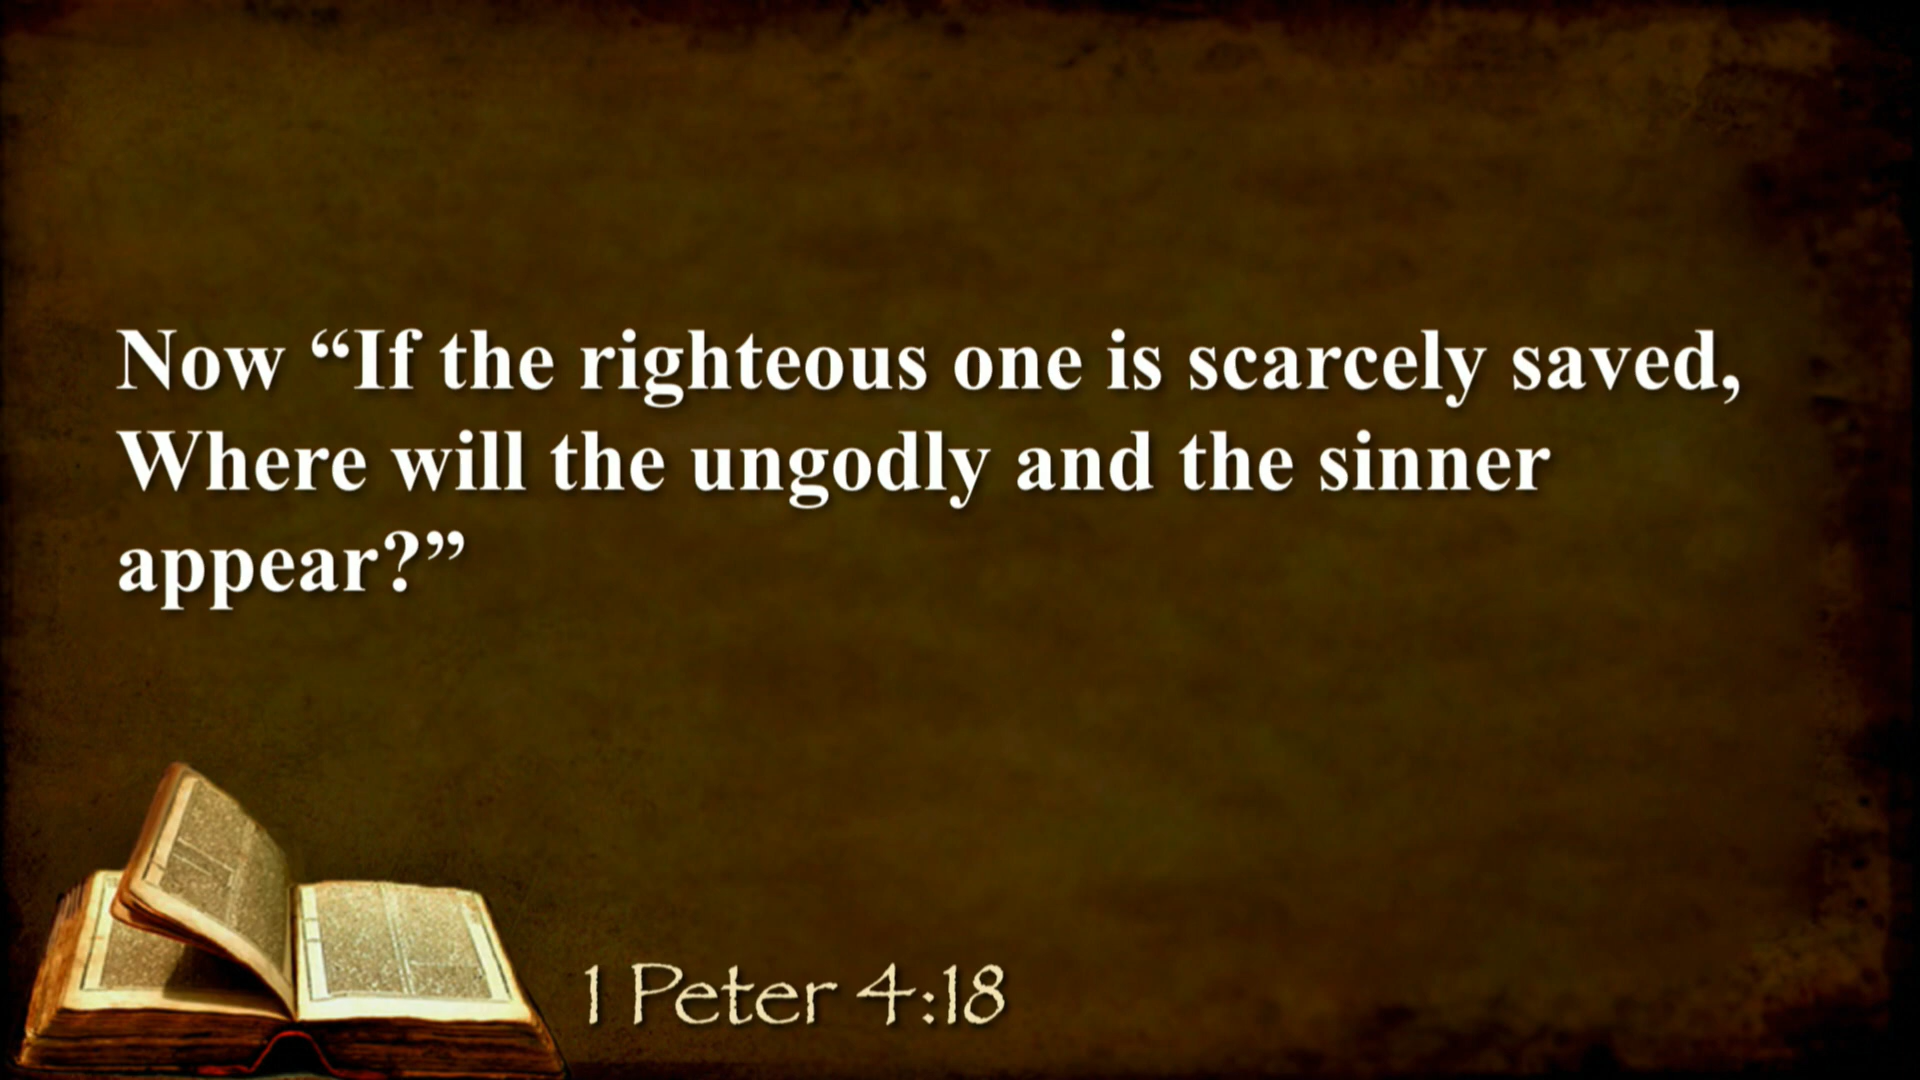 Now “If the righteous one is scarcely saved,
Where will the ungodly and the sinner
appear?”
1 Peter 4:18